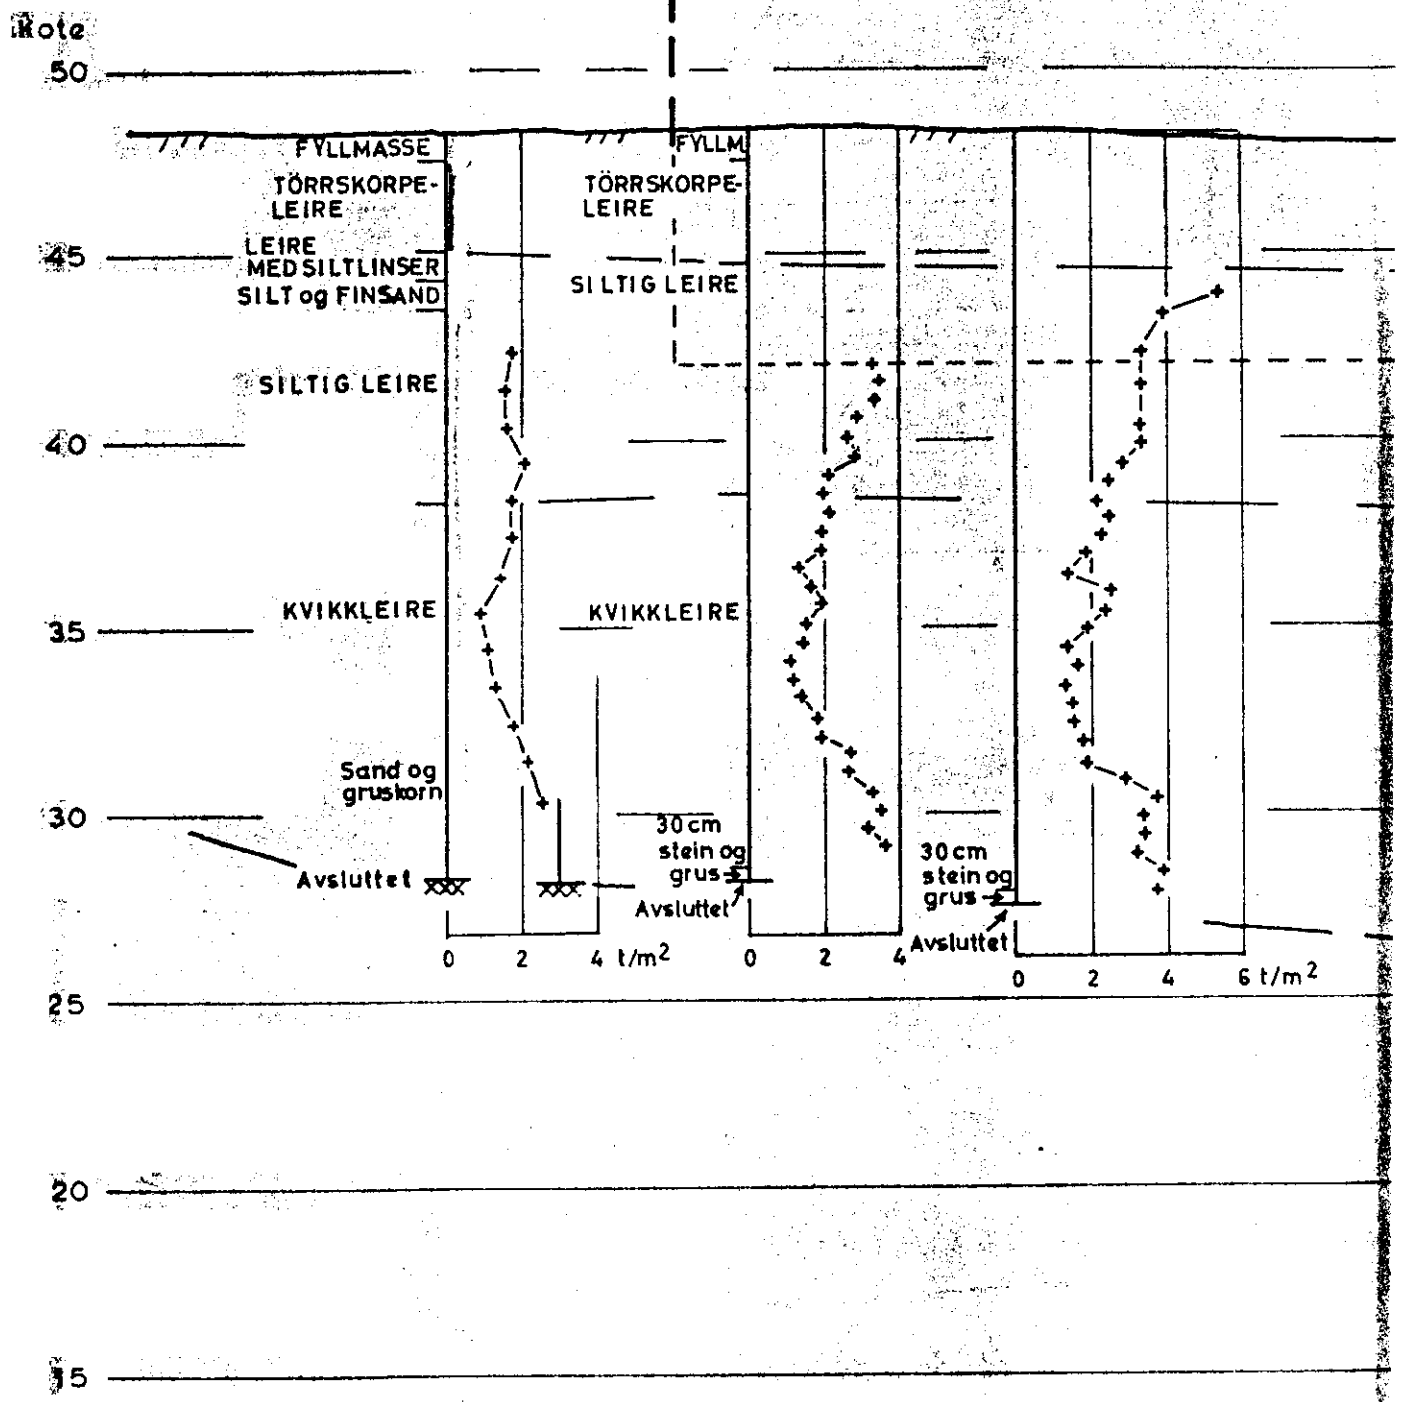 Kote
50
FYLLMASSE
FYLLM
TÖRRSKORPE-
LEIRE
TÖRRSKORPE-
LEIRE
LEIRE
MED SILTLINSER
45
SILT og FINSAND
SILTIG LEIRE
SILTIG LEIRE
40
KVIKKLEIRE
KVIKKLEIRE
35
Sand og
gruskorn
30
30 cm
stein og
grus
30 cm
stein og
grus
Avsluttet
Avsluttet
Avsluttet
0 2 4 t/m²
0 2 4
0 2 4 6 t/m²
25
20
15